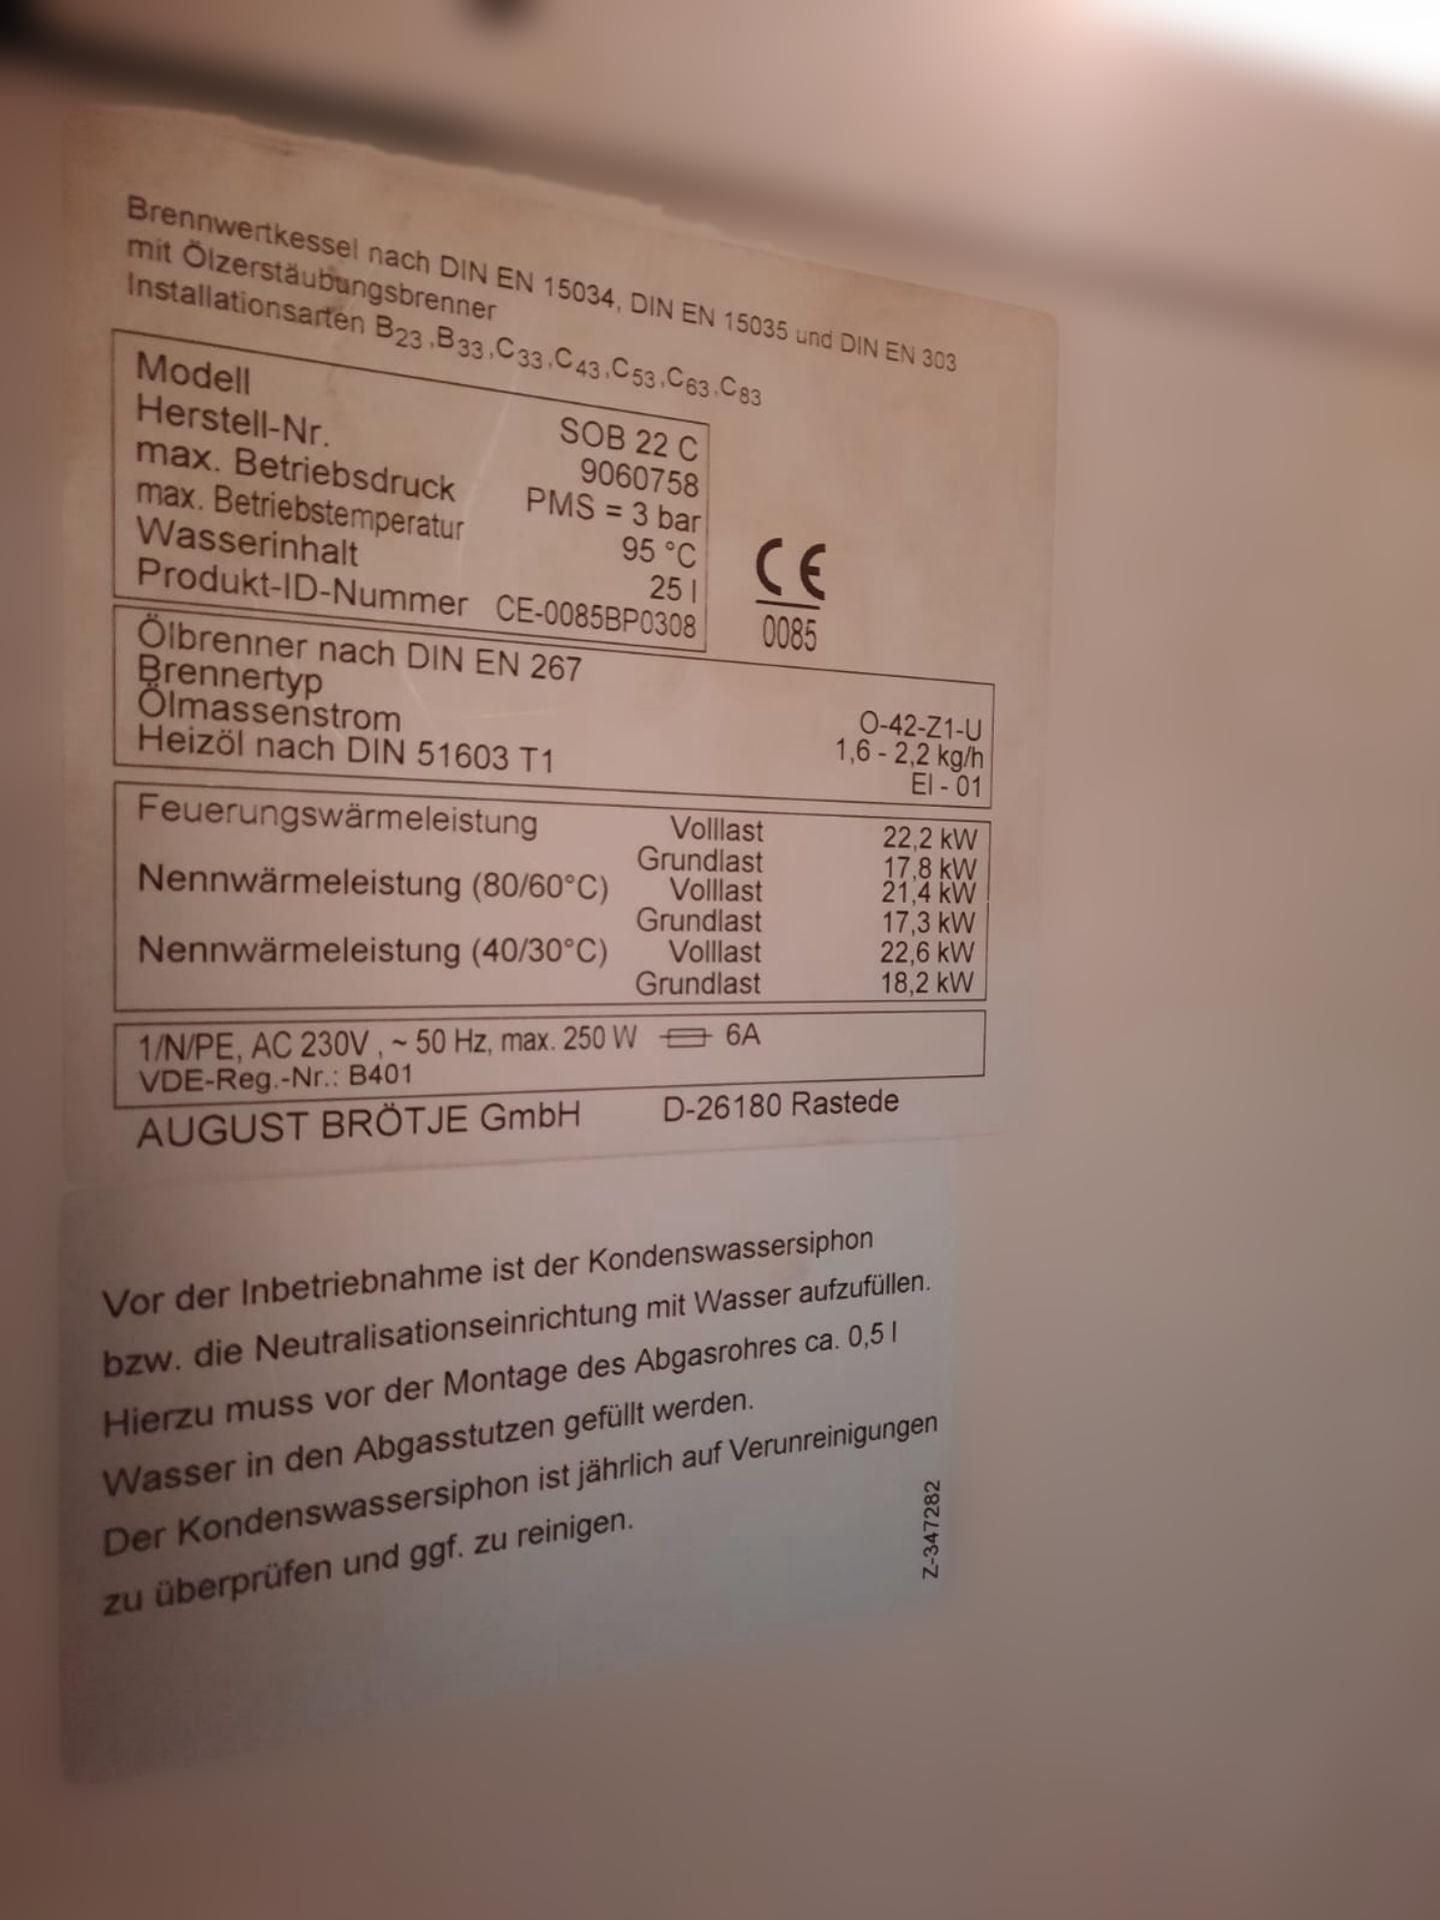 Brennwertkessel nach DIN EN 15034, DIN EN 15035 und DIN EN 303
mit Ölzerstäubungsbrenner
Installationsarten B23,B33,C33,C43,C53,C63,C83
Modell SOB 22 C
Herstell-Nr. 9060758
max. Betriebsdruck PMS = 3 bar
max. Betriebstemperatur 95 °C
Wasserinhalt 25 l
Produkt-ID-Nummer CE-0085BP0308
CE
0085
Ölbrenner nach DIN EN 267
Brennertyp O-42-Z1-U
Ölmassenstrom 1,6 - 2,2 kg/h
Heizöl nach DIN 51603 T1 El - 01
Feuerungswärmeleistung Volllast 22,2 kW
Grundlast 17,8 kW
Nennwärmeleistung (80/60°C) Volllast 21,4 kW
Grundlast 17,3 kW
Nennwärmeleistung (40/30°C) Volllast 22,6 kW
Grundlast 18,2 kW
1/N/PE, AC 230V , ~ 50 Hz, max. 250 W 6A
VDE-Reg.-Nr.: B401
AUGUST BRÖTJE GmbH D-26180 Rastede
Vor der Inbetriebnahme ist der Kondenswassersiphon
bzw. die Neutralisationseinrichtung mit Wasser aufzufüllen.
Hierzu muss vor der Montage des Abgasrohres ca. 0,5 l
Wasser in den Abgasstutzen gefüllt werden.
Der Kondenswassersiphon ist jährlich auf Verunreinigungen
zu überprüfen und ggf. zu reinigen.
Z-347282